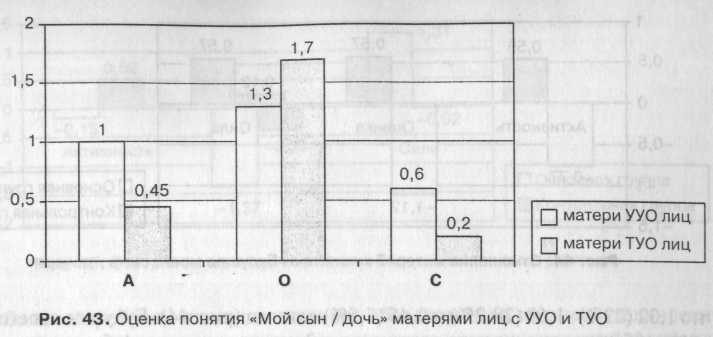 2
1,7
1,5
1,3
1
1
0,6
0,5
0,45
0,2
0
А
О
С
матери УУО лиц
матери ТУО лиц
Рис. 43. Оценка понятия «Мой сын / дочь» матерями лиц с УУО и ТУО